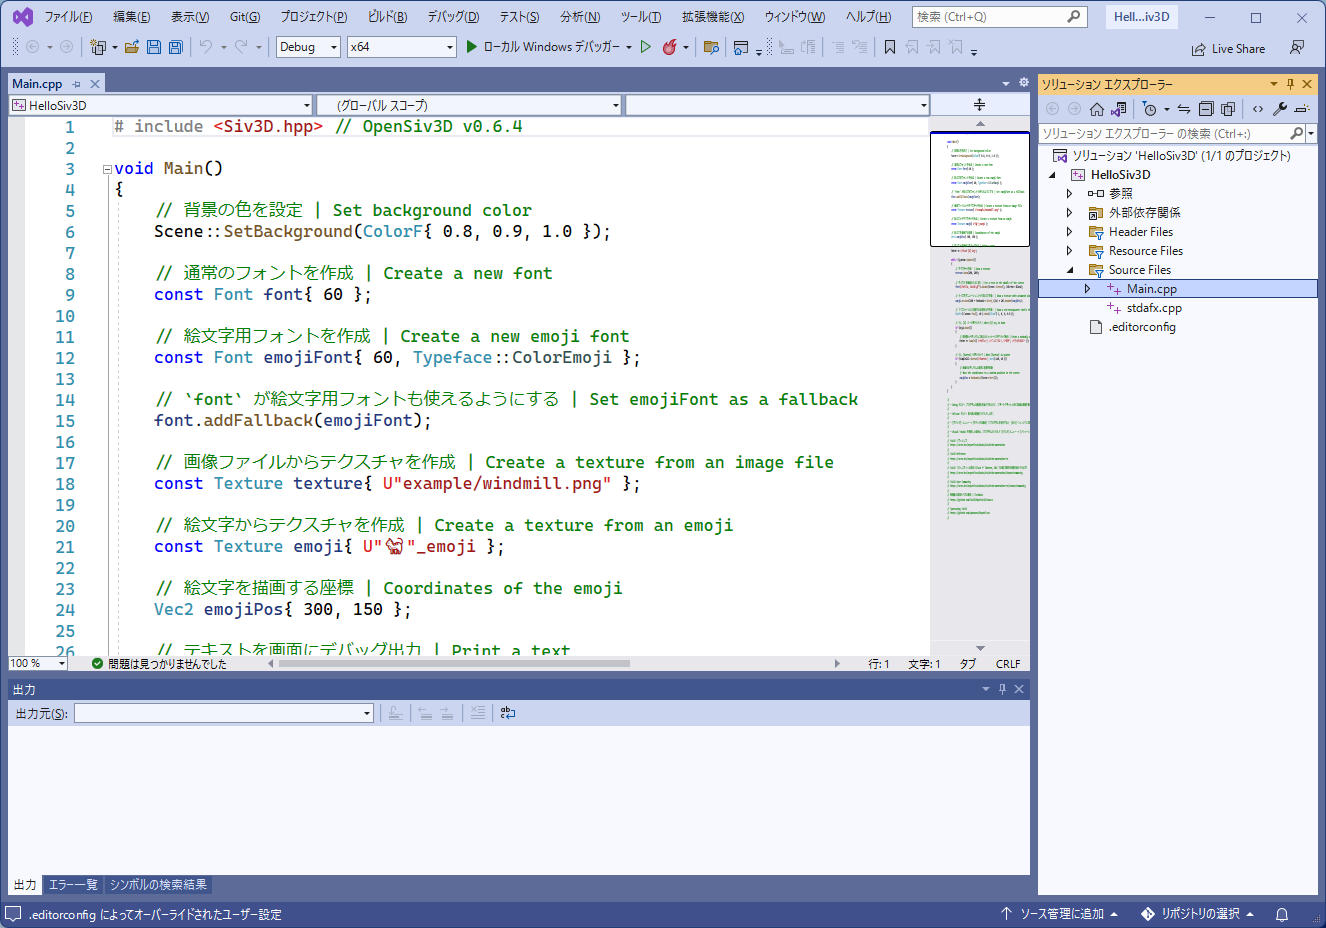 ファイル(F) 編集(E) 表示(V) Git(G) プロジェクト(P) ビルド(B) デバッグ(D) テスト(S) 分析(N) ツール(T) 拡張機能(X) ウィンドウ(W) ヘルプ(H) 検索 (Ctrl+Q) Hell...iv3D
Debug x64 ローカル Windows デバッガー Live Share
Main.cpp
HelloSiv3D (グローバル スコープ)
1 # include <Siv3D.hpp> // OpenSiv3D v0.6.4
2
3 void Main()
4 {
5 // 背景の色を設定 | Set background color
6 Scene::SetBackground(ColorF{ 0.8, 0.9, 1.0 });
7
8 // 通常のフォントを作成 | Create a new font
9 const Font font{ 60 };
10
11 // 絵文字用フォントを作成 | Create a new emoji font
12 const Font emojiFont{ 60, Typeface::ColorEmoji };
13
14 // `font` が絵文字用フォントも使えるようにする | Set emojiFont as a fallback
15 font.addFallback(emojiFont);
16
17 // 画像ファイルからテクスチャを作成 | Create a texture from an image file
18 const Texture texture{ U"example/windmill.png" };
19
20 // 絵文字からテクスチャを作成 | Create a texture from an emoji
21 const Texture emoji{ U"🐈"_emoji };
22
23 // 絵文字を描画する座標 | Coordinates of the emoji
24 Vec2 emojiPos{ 300, 150 };
25
26 // テキストを画面にデバッグ出力 | Print a text
100 % 問題は見つかりませんでした 行: 1 文字: 1 タブ CRLF
出力
出力元(S):
出力 エラー一覧 シンボルの検索結果
ソリューション エクスプローラー
ソリューション エクスプローラー の検索 (Ctrl+:)
ソリューション 'HelloSiv3D' (1/1 のプロジェクト)
HelloSiv3D
参照
外部依存関係
Header Files
Resource Files
Source Files
Main.cpp
stdafx.cpp
.editorconfig
.editorconfig によってオーバーライドされたユーザー設定 ソース管理に追加 リポジトリの選択